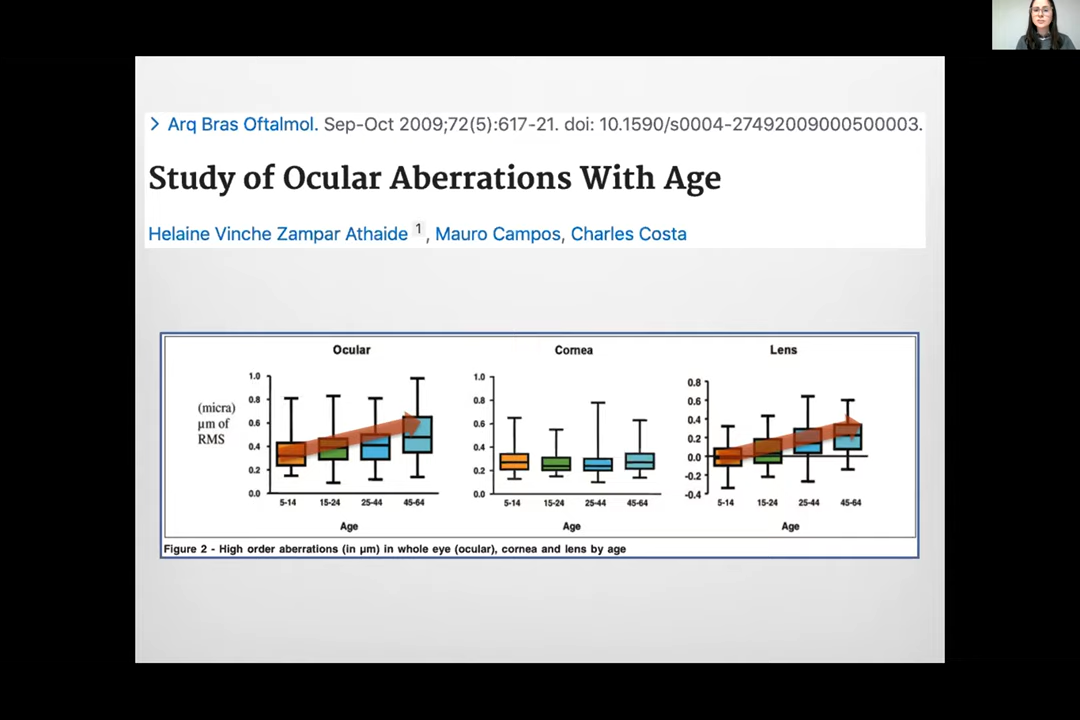 > Arq Bras Oftalmol. Sep-Oct 2009;72(5):617-21. doi: 10.1590/s0004-27492009000500003.
Study of Ocular Aberrations With Age
Helaine Vinche Zampar Athaide 1, Mauro Campos, Charles Costa
Ocular
Cornea
Lens
(micra)
µm of
RMS
1.0
0.8
0.6
0.4
0.2
0.0
5-14 15-24 25-44 45-64
Age
1.0
0.8
0.6
0.4
0.2
0.0
5-14 15-24 25-44 45-64
Age
0.8
0.6
0.4
0.2
0.0
-0.2
-0.4
5-14 15-24 25-44 45-64
Age
Figure 2 - High order aberrations (in µm) in whole eye (ocular), cornea and lens by age